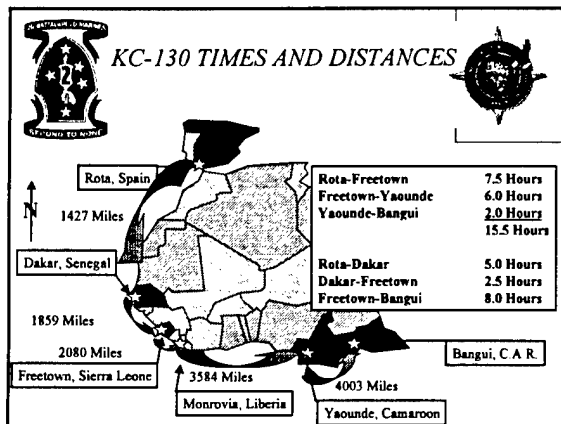 KC-130 TIMES AND DISTANCES
SECOND TO NONE
Rota, Spain
N
1427 Miles
Dakar, Senegal
1859 Miles
2080 Miles
Freetown, Sierra Leone
3584 Miles
Monrovia, Liberia
4003 Miles
Yaounde, Camaroon
Bangui, C.A.R.
Rota-Freetown 7.5 Hours
Freetown-Yaounde 6.0 Hours
Yaounde-Bangui 2.0 Hours
15.5 Hours
Rota-Dakar 5.0 Hours
Dakar-Freetown 2.5 Hours
Freetown-Bangui 8.0 Hours